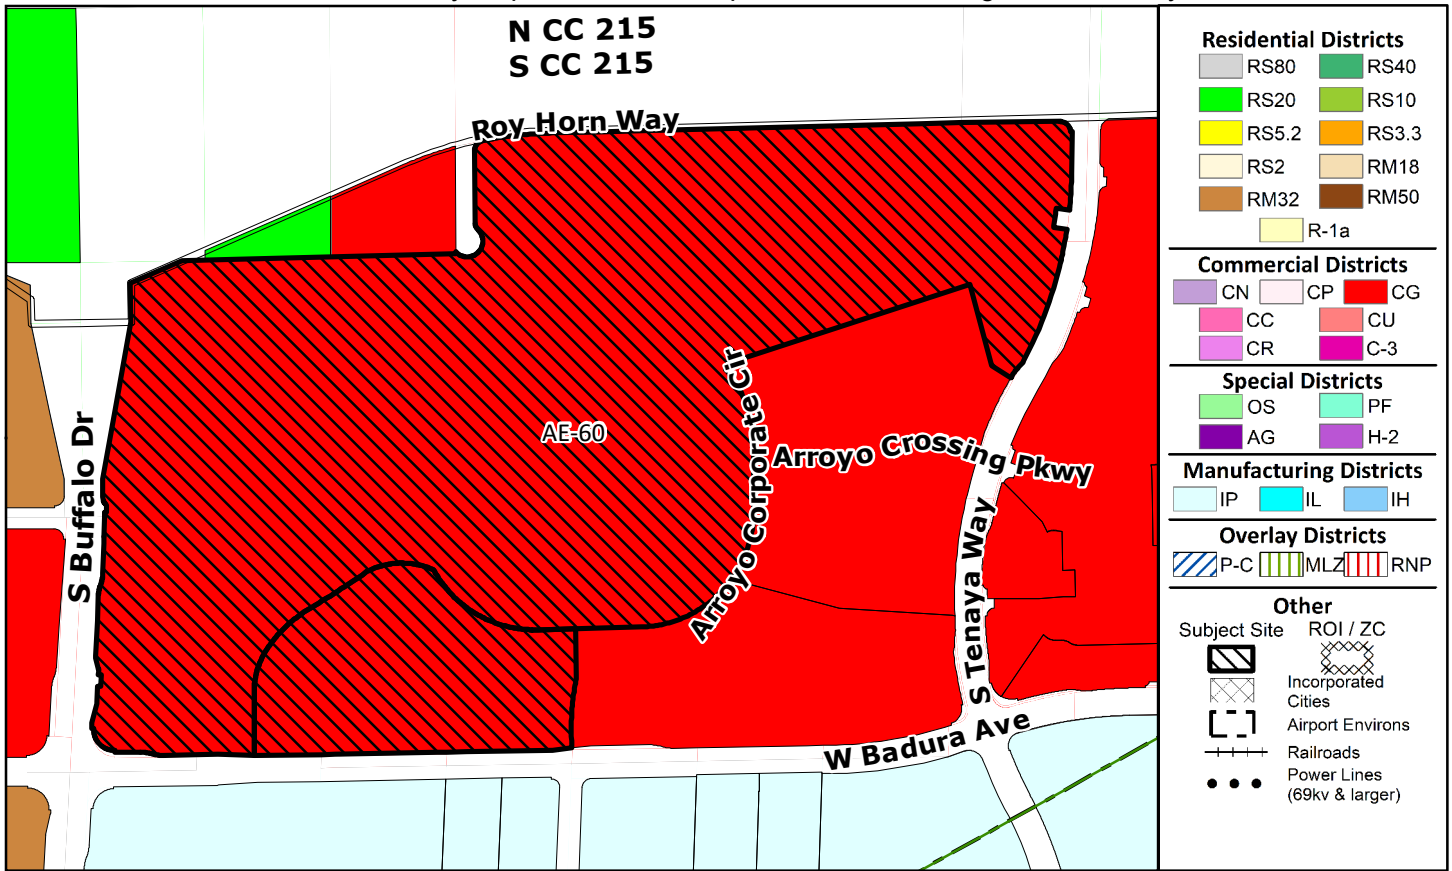 N CC 215
S CC 215
Roy Horn Way
S Buffalo Dr
AE-60
Arroyo Corporate Cir
Arroyo Crossing Pkwy
S Tenaya Way
W Badura Ave
Residential Districts
RS80 RS40
RS20 RS10
RS5.2 RS3.3
RS2 RM18
RM32 RM50
R-1a
Commercial Districts
CN CP CG
CC CU
CR C-3
Special Districts
OS PF
AG H-2
Manufacturing Districts
IP IL IH
Overlay Districts
P-C MLZ RNP
Other
Subject Site ROI / ZC
Incorporated
Cities
Airport Environs
Railroads
Power Lines
(69kv & larger)